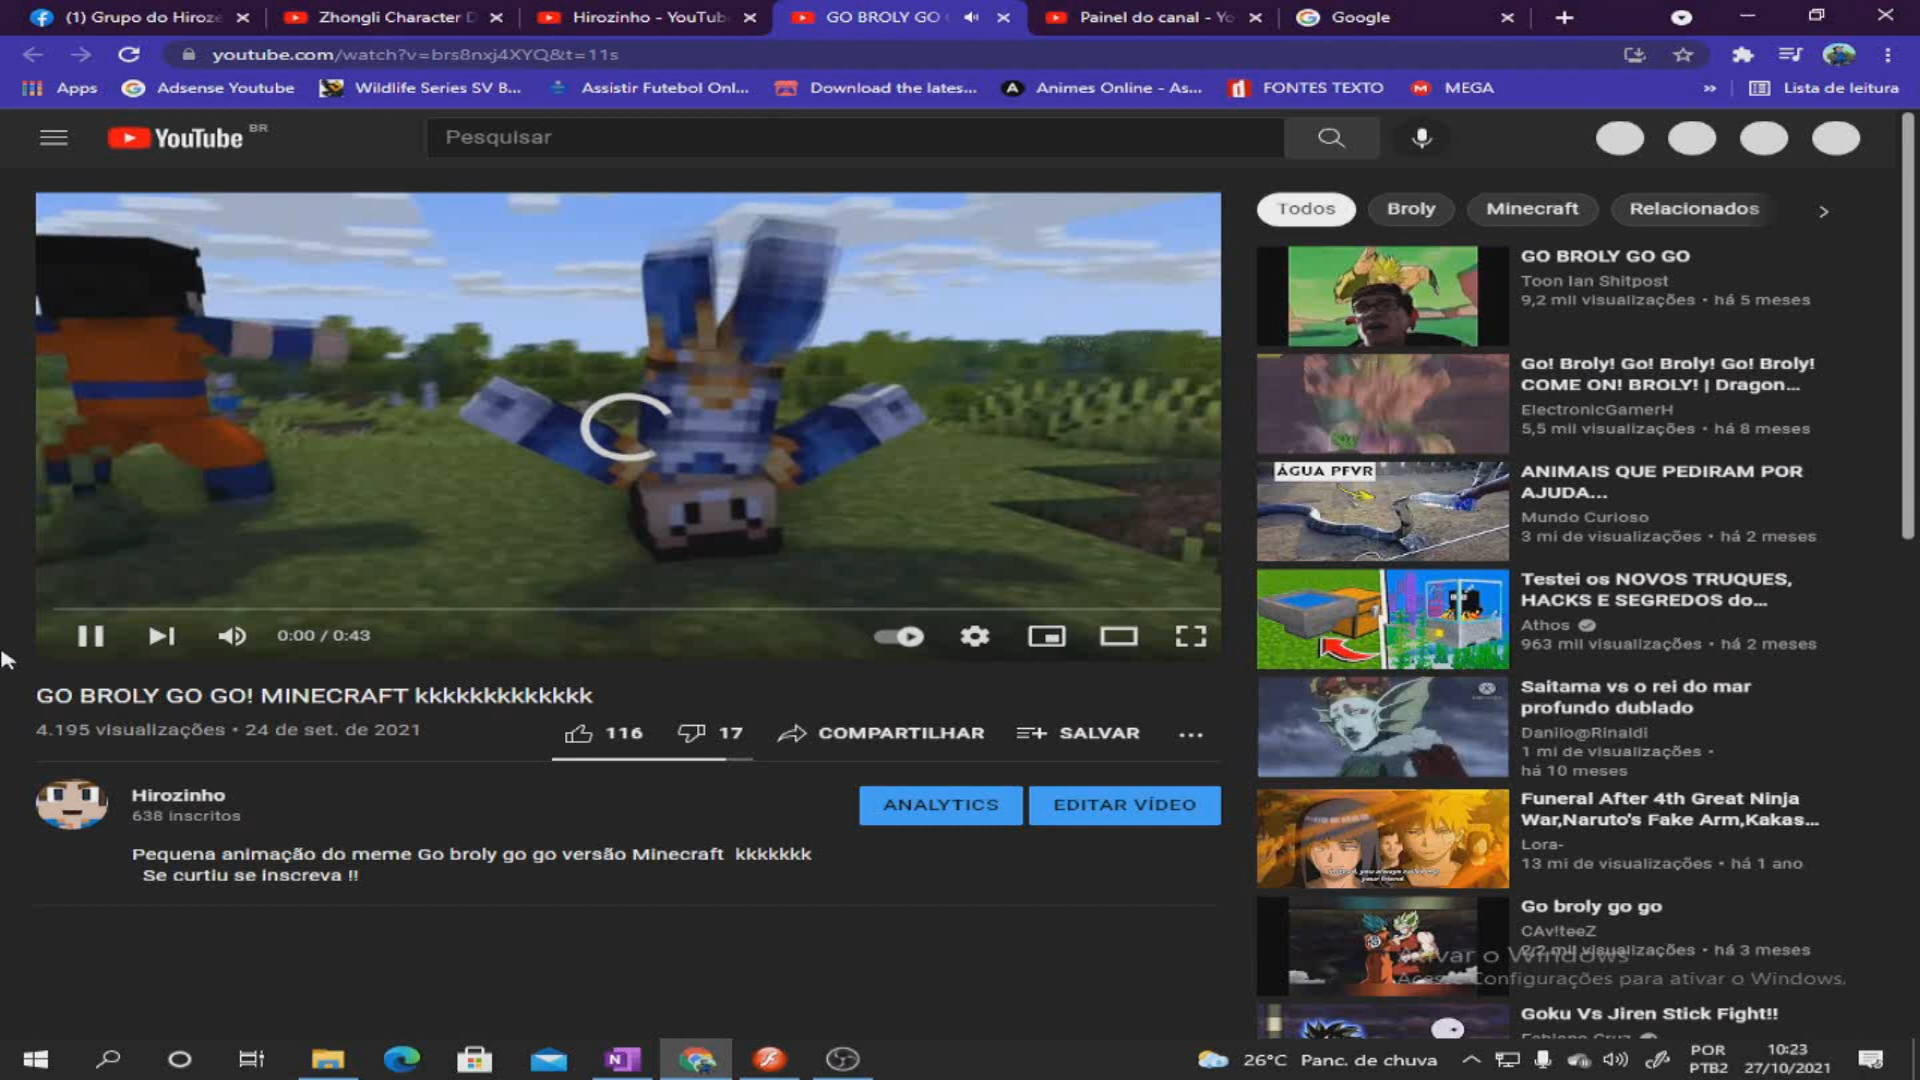 (1) Grupo do Hiroz
Zhongli Character D
Hirozinho - YouTub
GO BROLY GO
Painel do canal - Yo
Google
youtube.com/watch?v=brs8nxj4XYQ&t=11s
Apps
Adsense Youtube
Wildlife Series SV B...
Assistir Futebol Onl...
Download the lates...
Animes Online - As...
FONTES TEXTO
MEGA
»
Lista de leitura
YouTube BR
Pesquisar
Todos
Broly
Minecraft
Relacionados
GO BROLY GO GO
Toon Ian Shitpost
9,2 mil visualizações • há 5 meses
Go! Broly! Go! Broly! Go! Broly!
COME ON! BROLY! | Dragon...
ElectronicGamerH
5,5 mil visualizações • há 8 meses
ÁGUA
ANIMAIS QUE PEDIRAM POR
AJUDA...
Mundo Curioso
3 mi de visualizações • há 2 meses
Testei os NOVOS TRUQUES,
HACKS E SEGREDOS do...
Athos
963 mil visualizações • há 2 meses
Saitama vs o rei do mar
profundo dublado
Danilo@Rinaldi
1 mi de visualizações •
há 10 meses
Funeral After 4th Great Ninja
War,Naruto's Fake Arm,Kakas...
Lora-
13 mi de visualizações • há 1 ano
Go broly go go
CAv!teeZ
2,2 mil visualizações • há 3 meses
Ativar o Windows
Acesse Configurações para ativar o Windows.
Goku Vs Jiren Stick Fight!!
Fabiano Cruz
0:00 / 0:43
GO BROLY GO GO! MINECRAFT kkkkkkkkkkkkk
4.195 visualizações • 24 de set. de 2021
116
17
COMPARTILHAR
SALVAR
...
Hirozinho
638 inscritos
ANALYTICS
EDITAR VÍDEO
Pequena animação do meme Go broly go go versão Minecraft kkkkkkk
Se curtiu se inscreva !!
26°C Panc. de chuva
POR
PTB2
10:23
27/10/2021